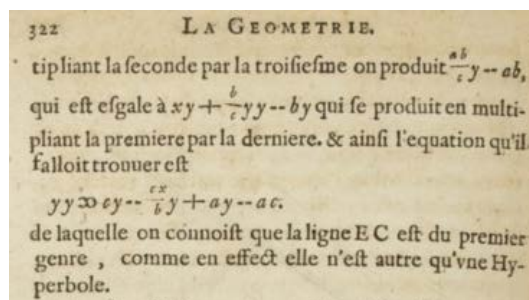 322 LA GEOMETRIE.
tipliant la ſeconde par la troiſieſme on produit ab/c y -- ab,
qui eſt eſgale à xy + b/c yy -- by qui ſe produit en multi-
pliant la premiere par la derniere. & ainſi l'equation qu'il
falloit trouuer eſt
yy ꝏ cy -- cx/b y + ay -- ac.
de laquelle on connoiſt que la ligne E C eſt du premier
genre , comme en effect elle n'eſt autre qu'vne Hy-
perbole.